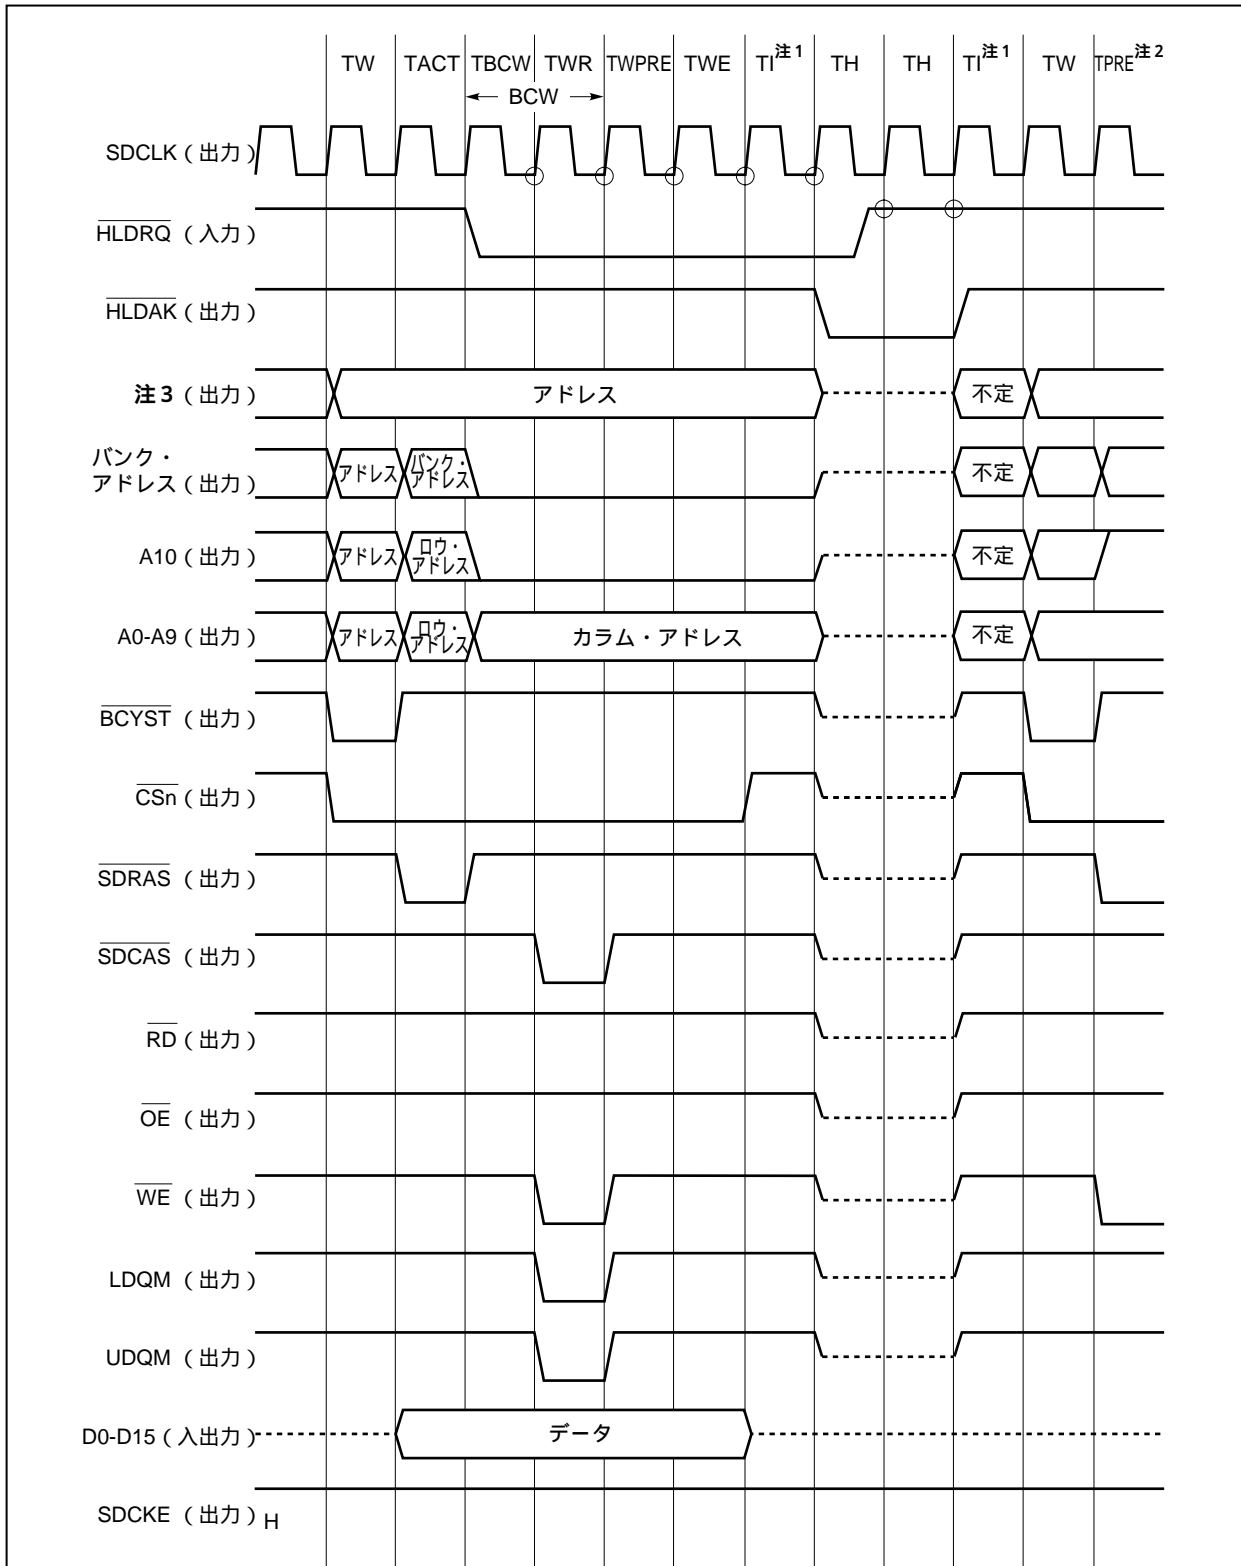 TW TACT TBCW TWR TWPRE TWE TI注1 TH TH TI注1 TW TPRE注2
BCW
SDCLK（出力）
HLDRQ（入力）
HLDAK（出力）
注3（出力） アドレス 不定
バンク・
アドレス（出力） アドレス バンク・アドレス 不定
A10（出力） アドレス ロウ・アドレス 不定
A0-A9（出力） アドレス ロウ・アドレス カラム・アドレス 不定
BCYST（出力）
CSn（出力）
SDRAS（出力）
SDCAS（出力）
RD（出力）
OE（出力）
WE（出力）
LDQM（出力）
UDQM（出力）
D0-D15（入出力） データ
SDCKE（出力） H